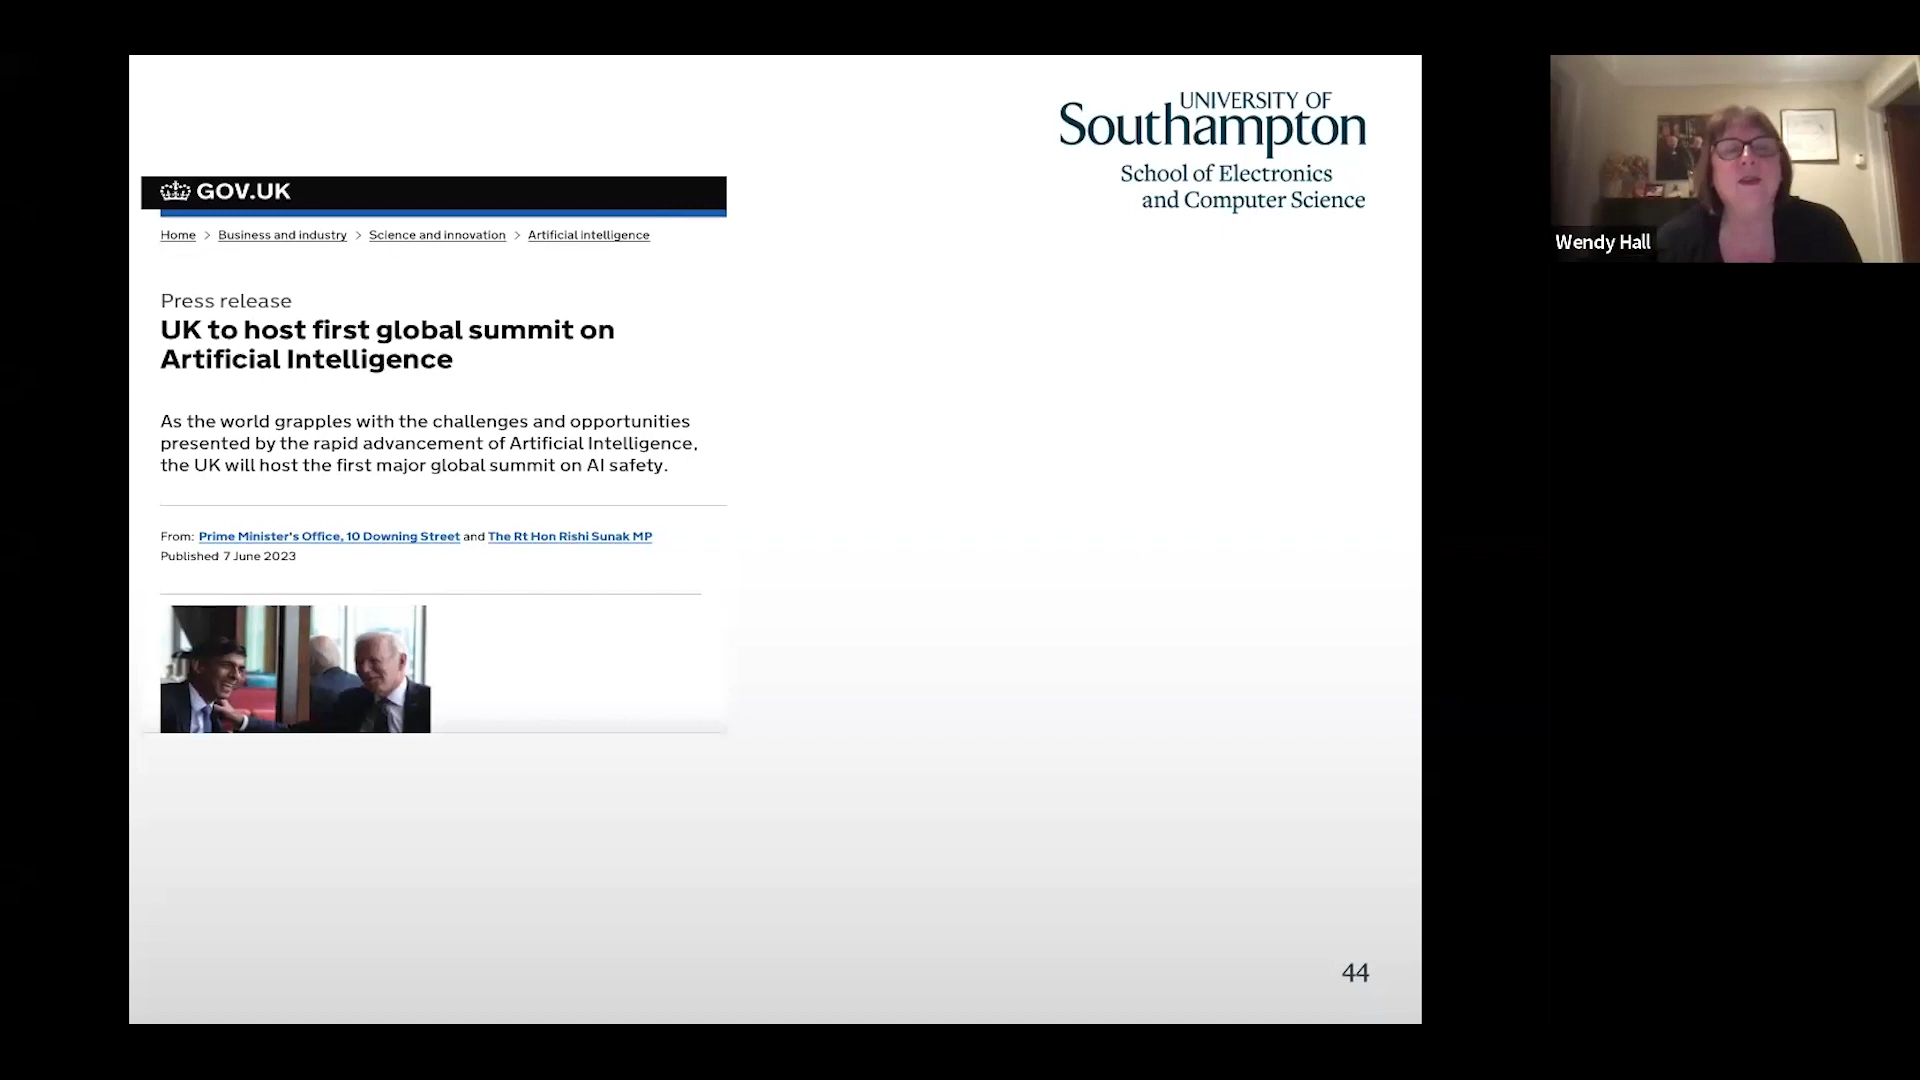 UNIVERSITY OF
Southampton
School of Electronics
and Computer Science
GOV.UK
Home > Business and industry > Science and innovation > Artificial intelligence
Press release
UK to host first global summit on
Artificial Intelligence
As the world grapples with the challenges and opportunities
presented by the rapid advancement of Artificial Intelligence,
the UK will host the first major global summit on AI safety.
From: Prime Minister's Office, 10 Downing Street and The Rt Hon Rishi Sunak MP
Published 7 June 2023
44
Wendy Hall